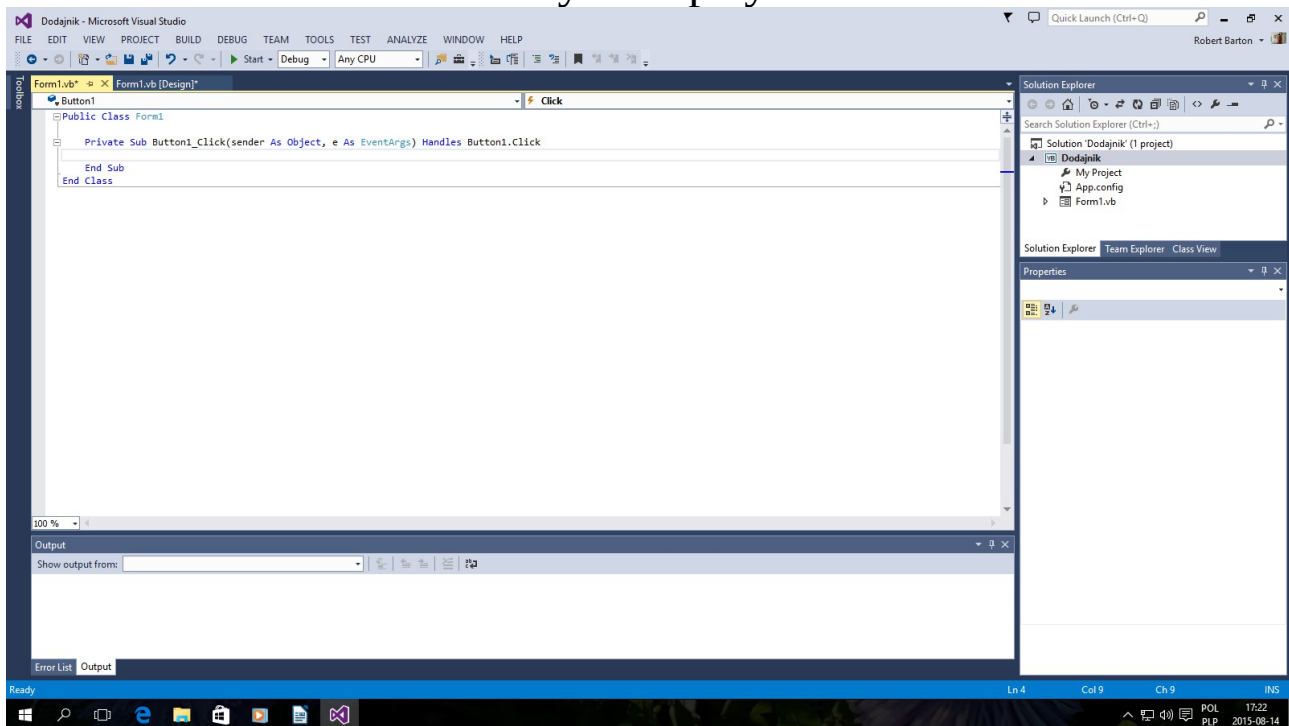 Dodajnik - Microsoft Visual Studio
Quick Launch (Ctrl+Q)
FILE EDIT VIEW PROJECT BUILD DEBUG TEAM TOOLS TEST ANALYZE WINDOW HELP
Robert Barton
Start Debug Any CPU
Toolbox
Form1.vb* Form1.vb [Design]*
Button1 Click
Public Class Form1
Private Sub Button1_Click(sender As Object, e As EventArgs) Handles Button1.Click
End Sub
End Class
100 %
Output
Show output from:
Error List Output
Solution Explorer
Search Solution Explorer (Ctrl+;)
Solution 'Dodajnik' (1 project)
VB Dodajnik
My Project
App.config
Form1.vb
Solution Explorer Team Explorer Class View
Properties
Ready Ln 4 Col 9 Ch 9 INS
POL 17:22
PLP 2015-08-14